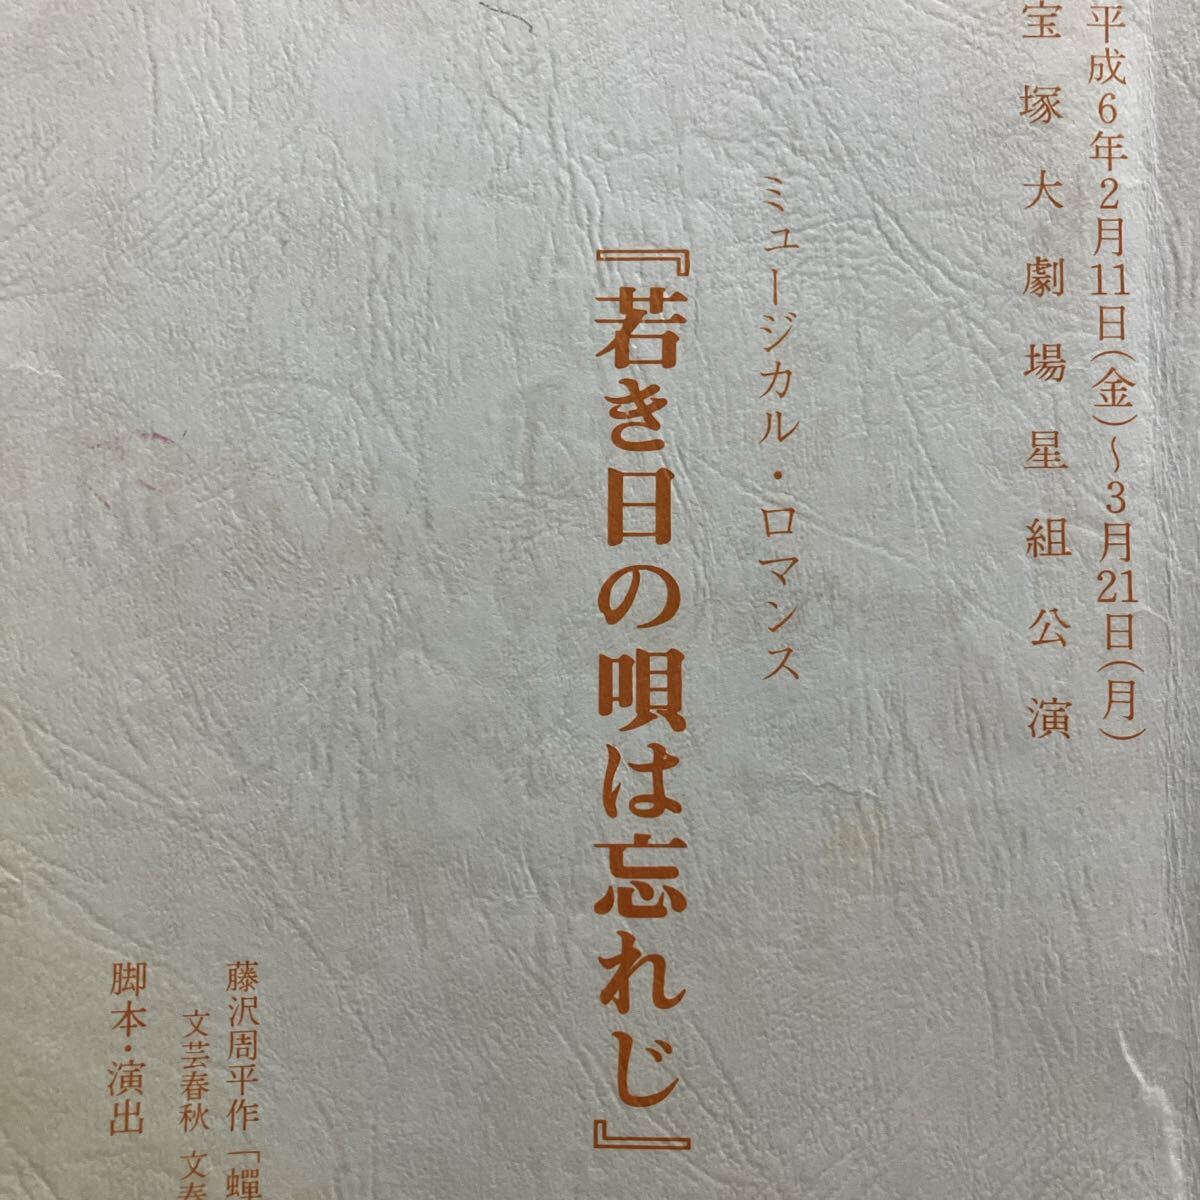 平成6年2月11日(金)〜3月21日(月)
宝塚大劇場星組公演
ミュージカル・ロマンス
『若き日の唄は忘れじ』
藤沢周平作「蟬
文芸春秋 文春
脚本・演出